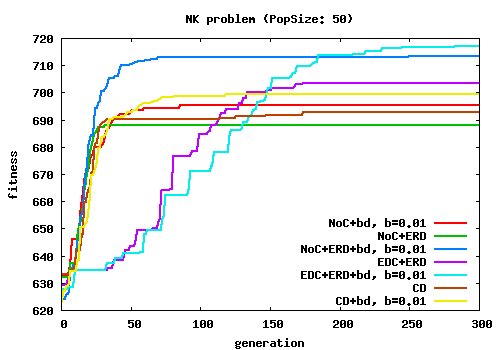 NK problem (PopSize: 50)
720
710
700
690
680
670
660
650
640
630
620
fitness
NoC+bd, b=0.01
NoC+ERD
NoC+ERD+bd, b=0.01
EDC+ERD
EDC+ERD+bd, b=0.01
CD
CD+bd, b=0.01
0 50 100 150 200 250 300
generation